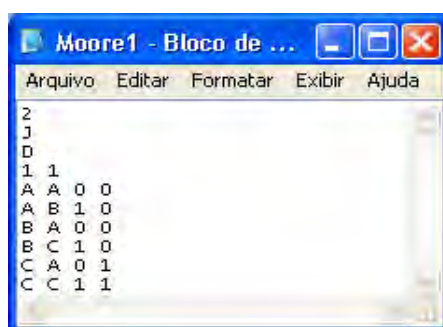 Moore1 - Bloco de ...
Arquivo Editar Formatar Exibir Ajuda
2
J
D
1 1
A A 0 0
A B 1 0
B A 0 0
B C 1 0
C A 0 1
C C 1 1